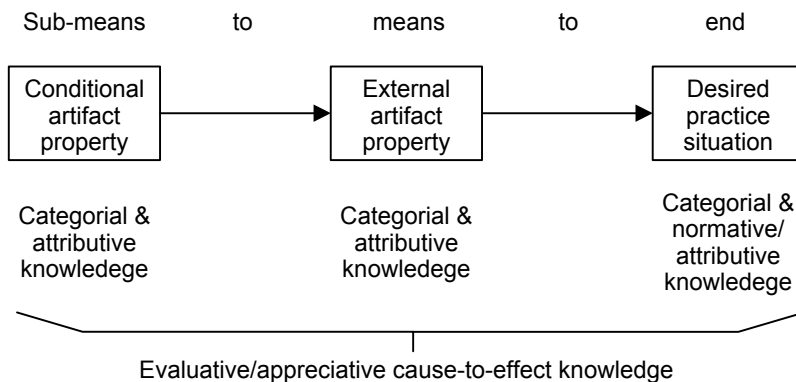 Sub-means to means to end
Conditional
artifact
property
External
artifact
property
Desired
practice
situation
Categorial &
attributive
knowledege
Categorial &
attributive
knowledege
Categorial &
normative/
attributive
knowledege
Evaluative/appreciative cause-to-effect knowledge